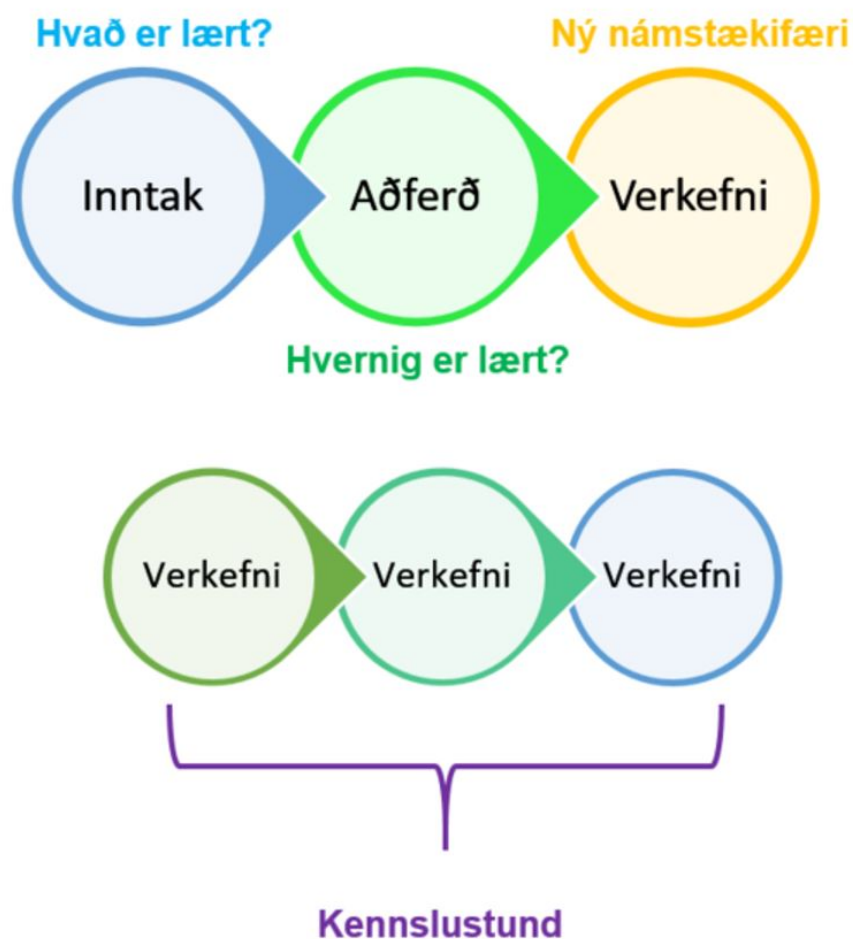 Hvað er lært?
Ný námstækifæri
Inntak
Aðferð
Verkefni
Hvernig er lært?
Verkefni
Verkefni
Verkefni
Kennslustund